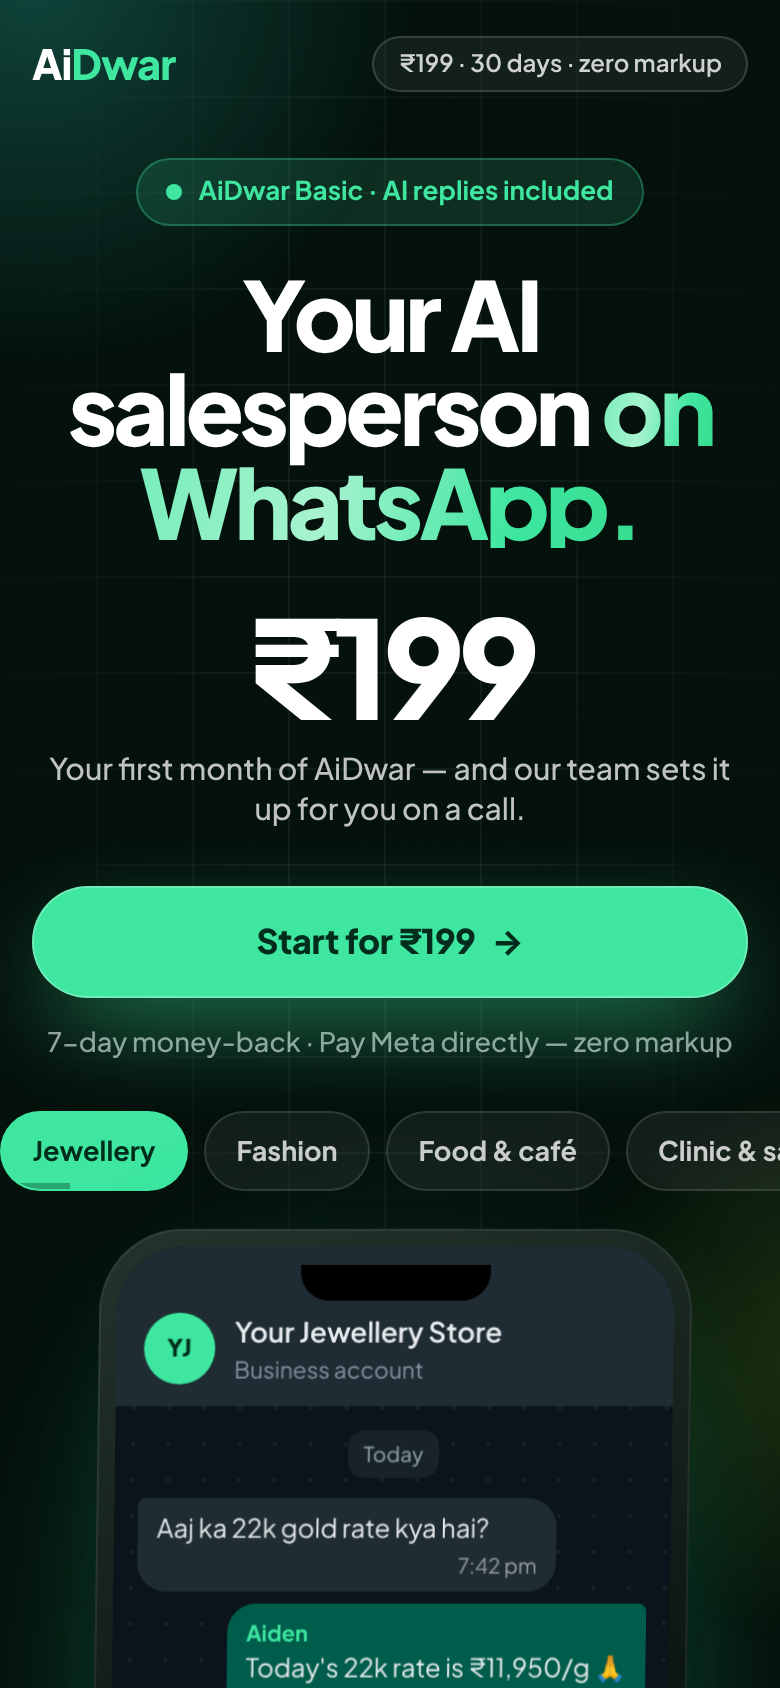 AiDwar
₹199 · 30 days · zero markup
AiDwar Basic · AI replies included
Your AI
salesperson on
WhatsApp.
₹199
Your first month of AiDwar — and our team sets it
up for you on a call.
Start for ₹199 →
7-day money-back · Pay Meta directly — zero markup
Jewellery
Fashion
Food & café
Clinic & sa
YJ
Your Jewellery Store
Business account
Today
Aaj ka 22k gold rate kya hai?
7:42 pm
Aiden
Today's 22k rate is ₹11,950/g 🙏